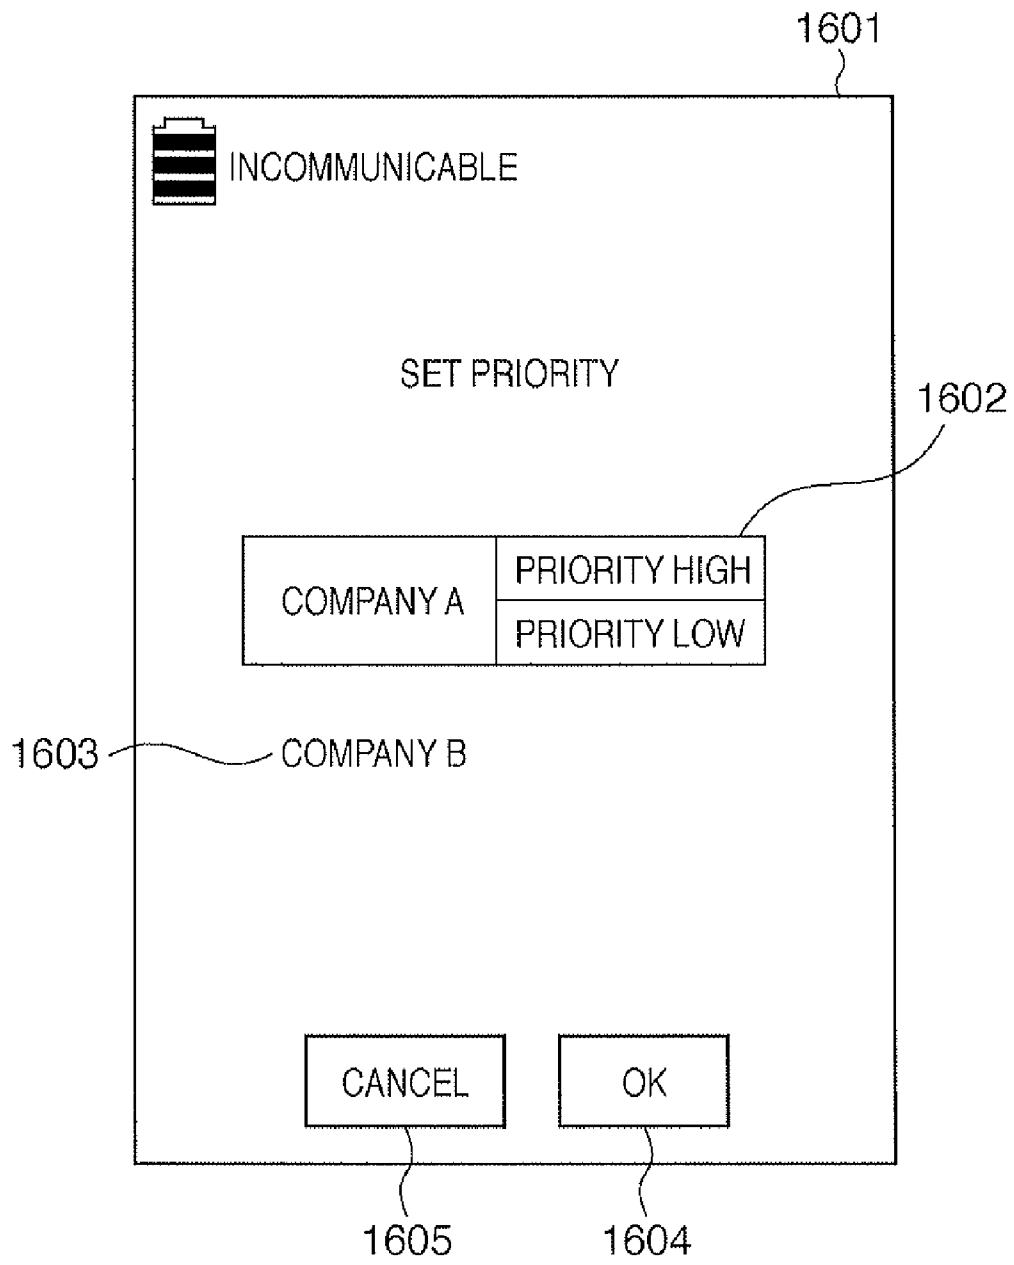 1601
INCOMMUNICABLE
SET PRIORITY
1602
COMPANY A
PRIORITY HIGH
PRIORITY LOW
1603
COMPANY B
CANCEL
OK
1605
1604